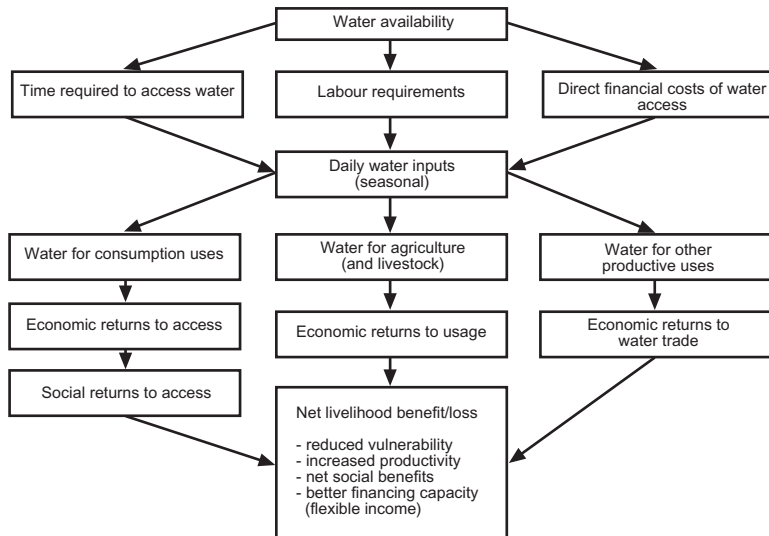 Water availability
Time required to access water
Labour requirements
Direct financial costs of water
access
Daily water inputs
(seasonal)
Water for consumption uses
Water for agriculture
(and livestock)
Water for other
productive uses
Economic returns to access
Economic returns to usage
Economic returns to
water trade
Social returns to access
Net livelihood benefit/loss
- reduced vulnerability
- increased productivity
- net social benefits
- better financing capacity
(flexible income)